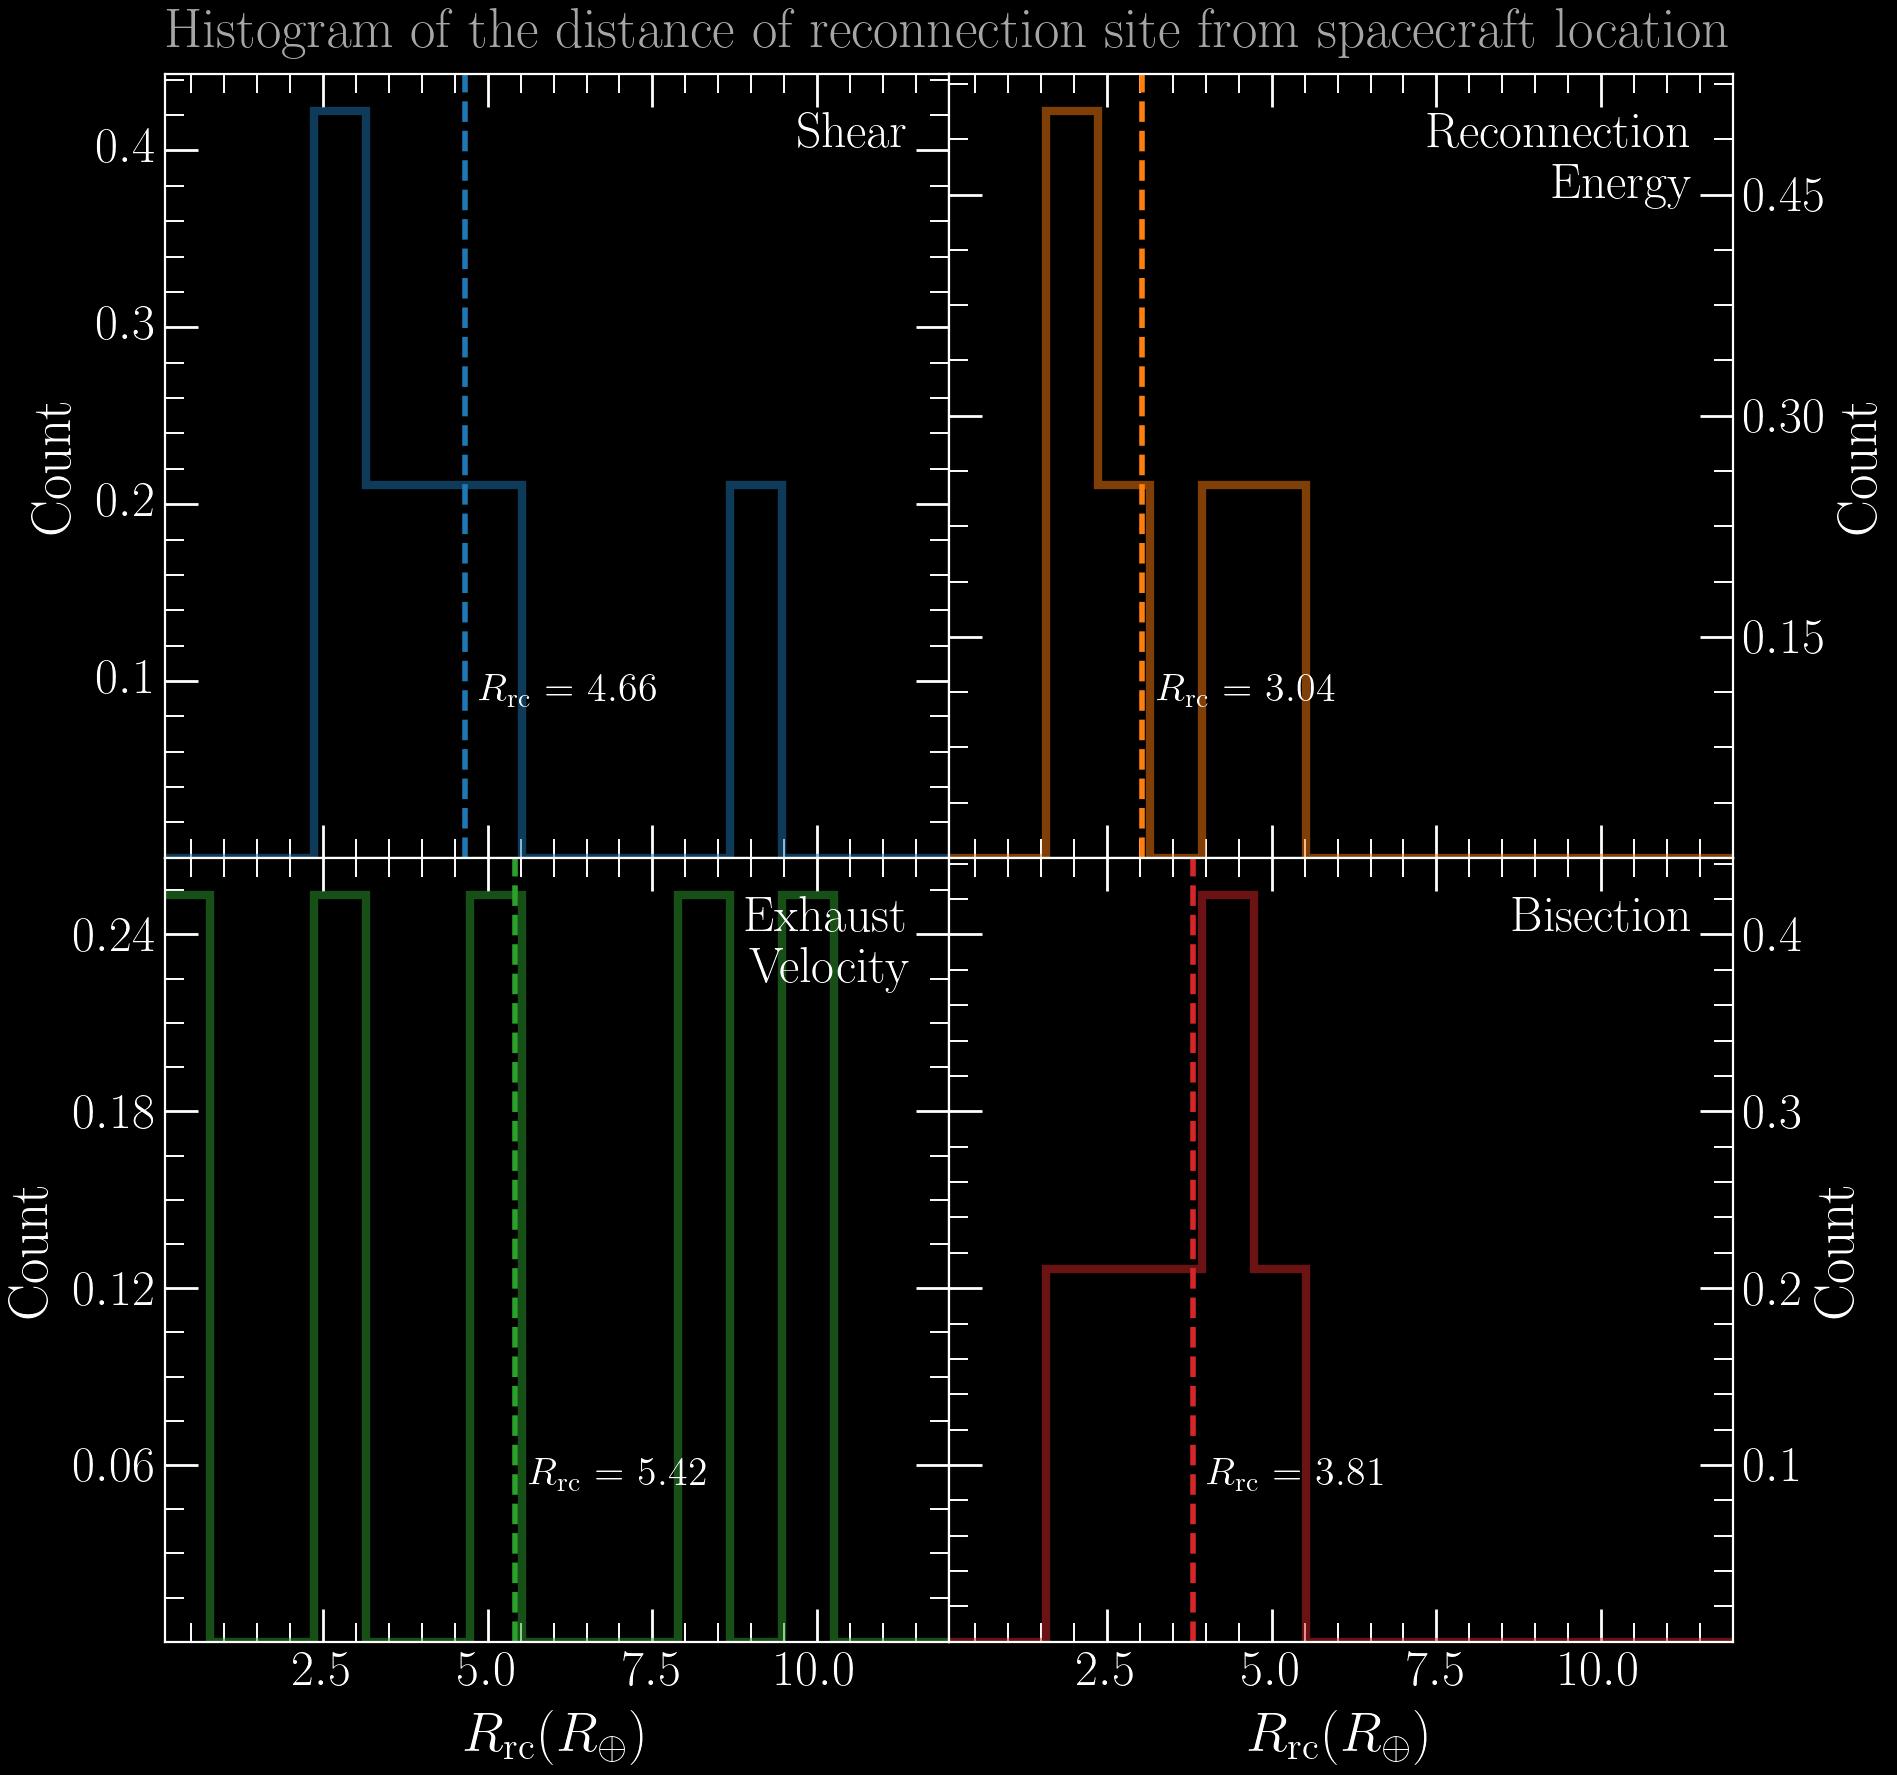 Histogram of the distance of reconnection site from spacecraft location
Shear
0.4
0.3
0.2
0.1
Count
R_rc = 4.66
Reconnection
Energy
0.45
0.30
0.15
Count
R_rc = 3.04
Exhaust
Velocity
0.24
0.18
0.12
0.06
Count
R_rc = 5.42
2.5 5.0 7.5 10.0
R_rc(R_⊕)
Bisection
0.4
0.3
0.2
0.1
Count
R_rc = 3.81
2.5 5.0 7.5 10.0
R_rc(R_⊕)